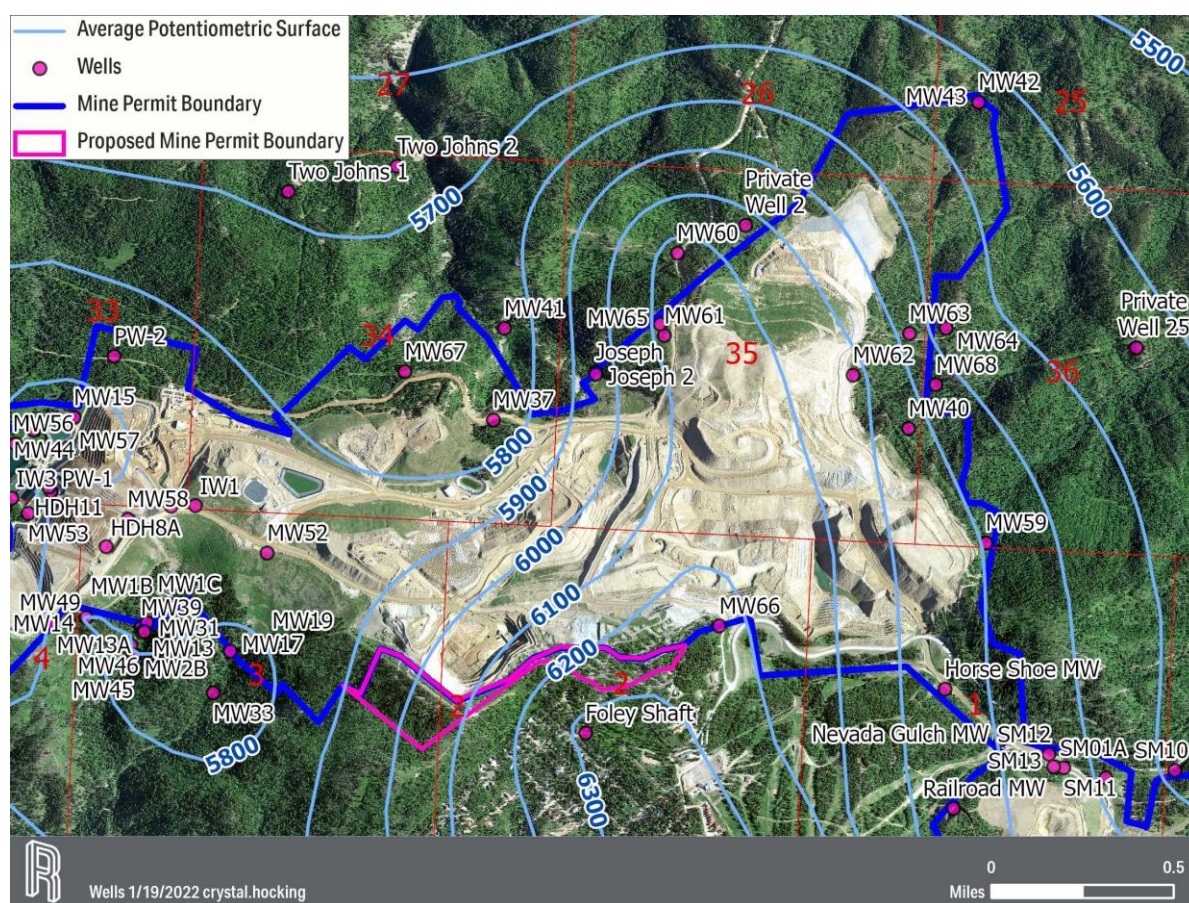 Average Potentiometric Surface
Wells
Mine Permit Boundary
Proposed Mine Permit Boundary
27
26
25
5500
MW43
MW42
Two Johns 2
Two Johns 1
5700
Private
Well 2
5600
MW60
33
34
PW-2
MW41
MW67
MW65
MW61
35
Joseph
Joseph 2
MW63
MW64
MW62
MW68
36
Private
Well 25
MW15
MW56
MW57
MW44
MW37
MW40
5800
IW3
PW-1
IW1
MW58
HDH11
HDH8A
MW53
5900
MW52
6000
MW59
MW1B
MW1C
MW49
MW39
MW14
MW31
MW19
6100
MW66
MW13A
MW13
MW17
MW46
MW2B
4
3
MW45
6200
MW33
2
2
Horse Shoe MW
1
5800
Foley Shaft
Nevada Gulch MW
SM12
SM01A
SM13
SM10
SM11
6300
Railroad MW
R
Wells 1/19/2022 crystal.hocking
0
0.5
Miles